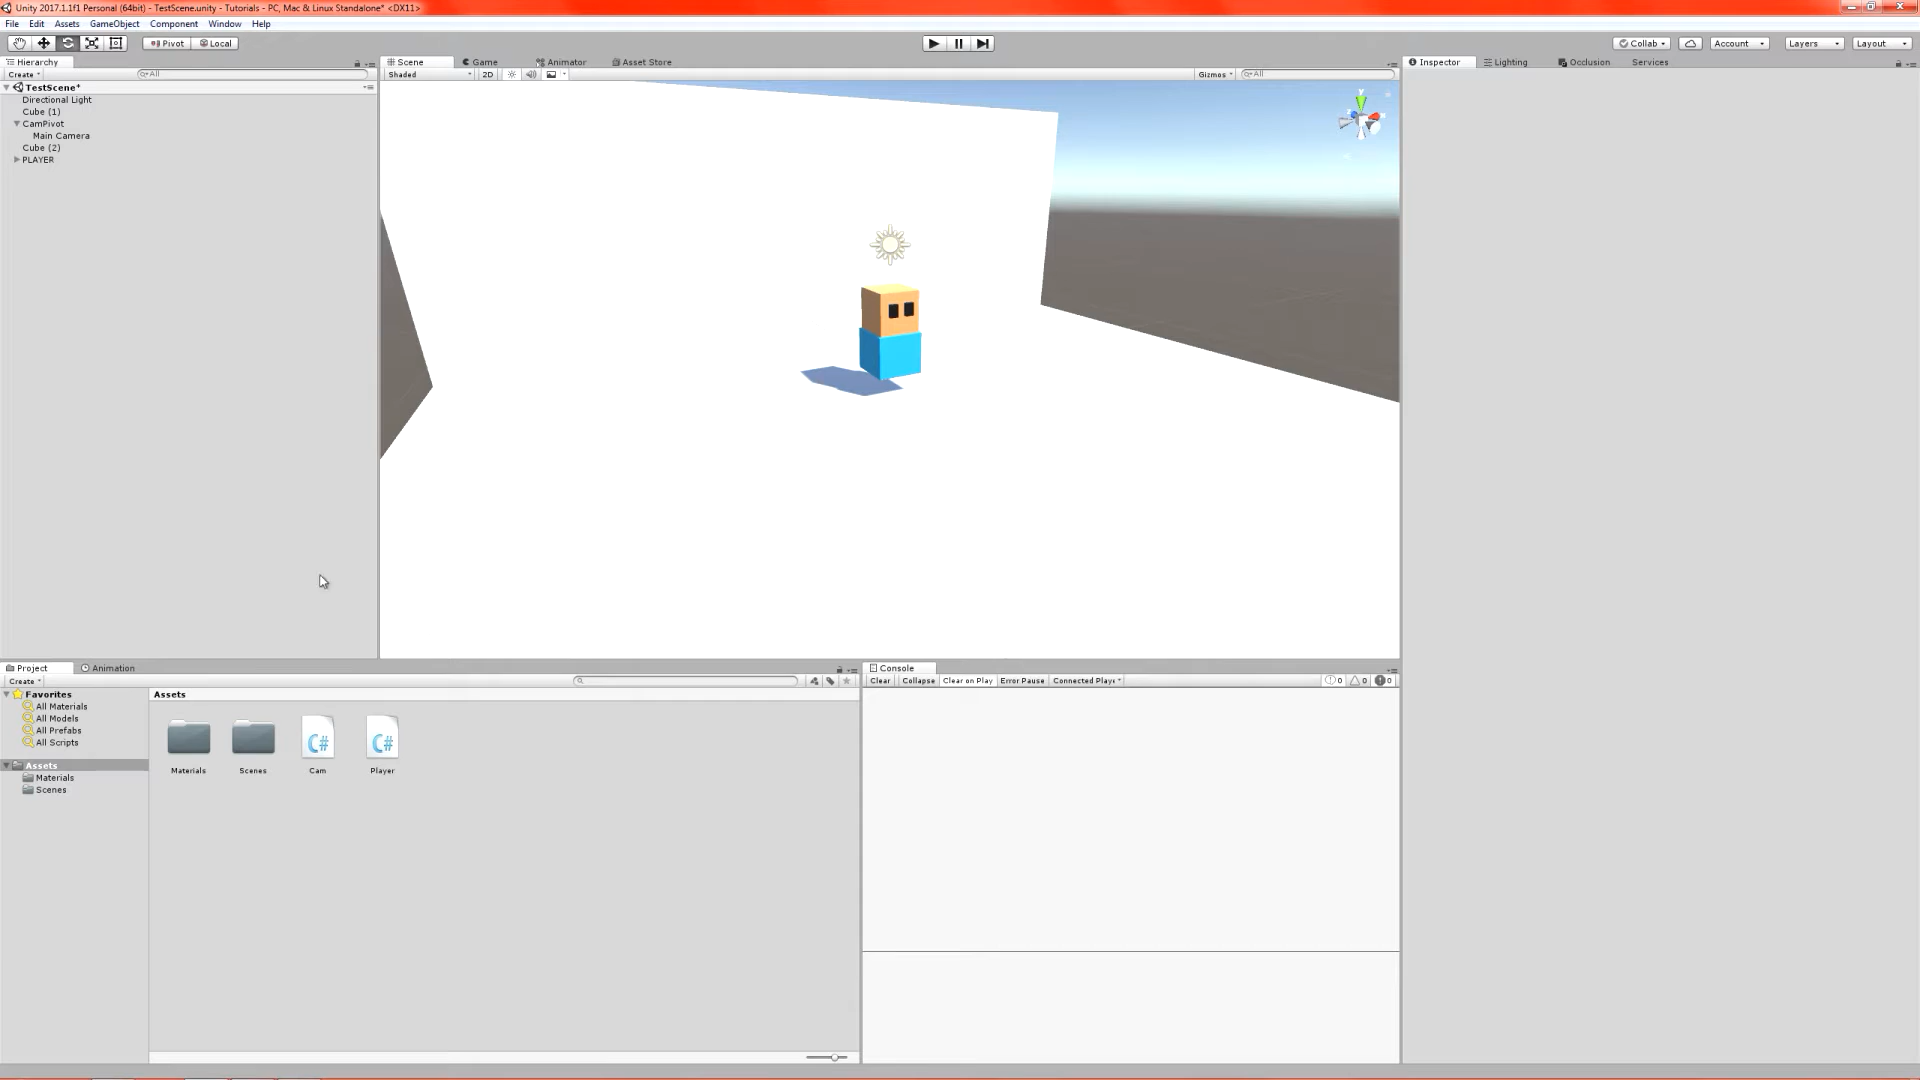 Unity 2017.1.1f1 Personal (64bit) - TestScene.unity - Tutorials - PC, Mac & Linux Standalone* <DX11>
File Edit Assets GameObject Component Window Help
Pivot Local Collab Account Layers Layout
Hierarchy Scene Game Animator Asset Store Inspector Lighting Occlusion Services
Create All Shaded 2D Gizmos All
TestScene*
Directional Light
Cube (1)
CamPivot
Main Camera
Cube (2)
PLAYER
Project Animation Console
Create Clear Collapse Clear on Play Error Pause Connected Playe 0 0 0
Favorites Assets
All Materials
All Models
All Prefabs
All Scripts
C# C#
Assets Materials Scenes Cam Player
Materials
Scenes